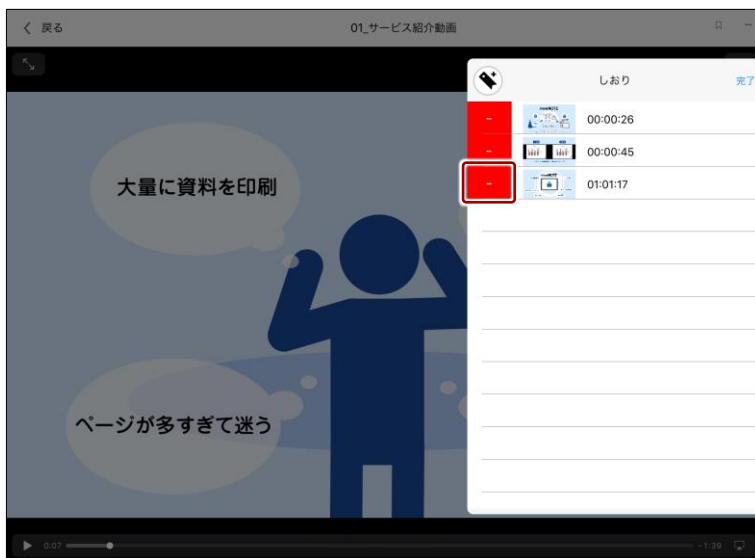 戻る
01_サービス紹介動画
しおり
完了
00:00:26
00:00:45
01:01:17
大量に資料を印刷
ページが多すぎて迷う
0:07
-1:39